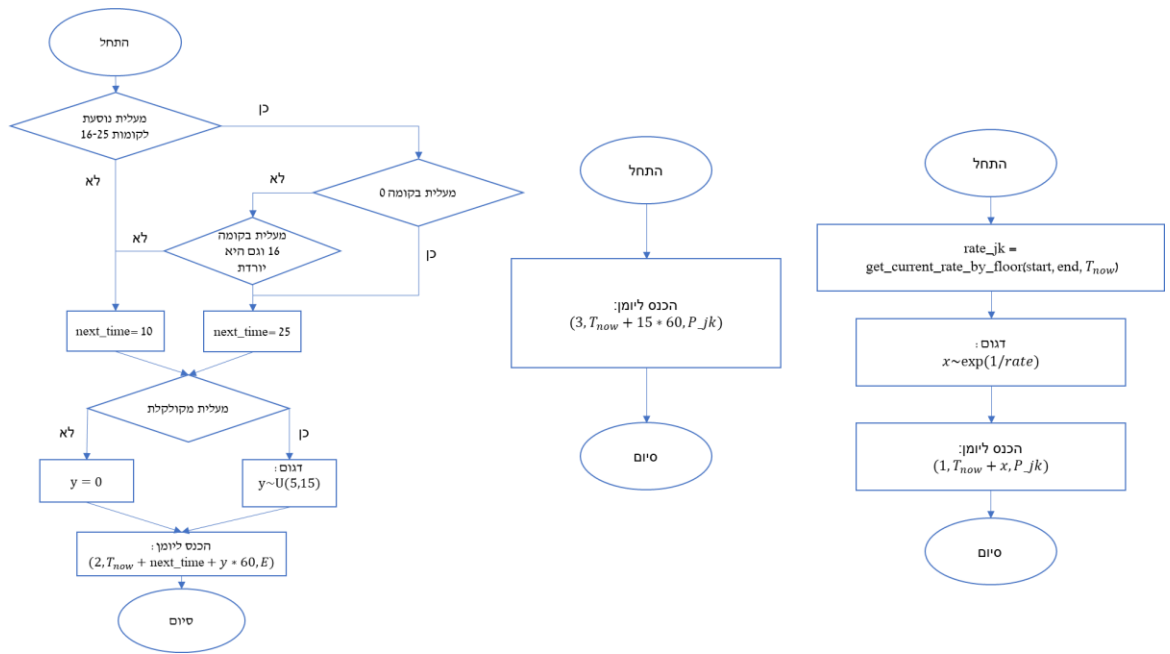 התחל
מעלית נוסעת
לקומות 16-25
כן
לא
מעלית בקומה 0
לא
כן
מעלית בקומה
16 וגם היא
יורדת
לא
next_time= 10
next_time= 25
מעלית מקולקלת
לא
כן
y = 0
דגום:
y~U(5,15)
הכנס ליומן:
(2, T_now + next_time + y * 60, E)
סיום
התחל
הכנס ליומן:
(3, T_now + 15 * 60, P_jk)
סיום
התחל
rate_jk =
get_current_rate_by_floor(start, end, T_now)
דגום:
x~exp(1/rate)
הכנס ליומן:
(1, T_now + x, P_jk)
סיום